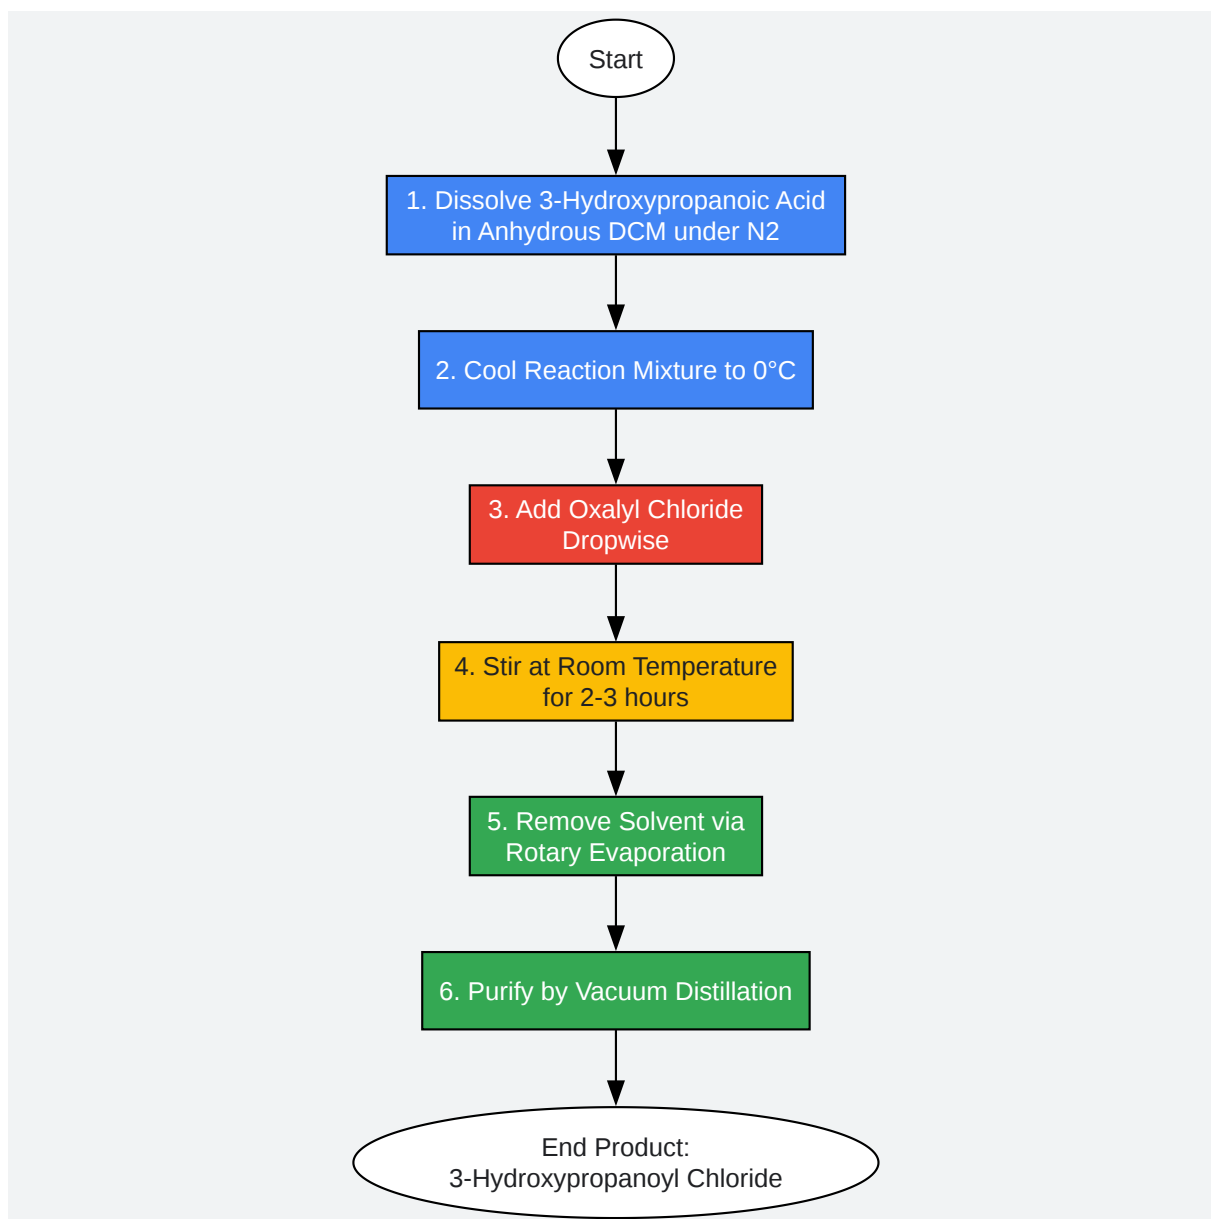 Start
1. Dissolve 3-Hydroxypropanoic Acid
in Anhydrous DCM under N2
2. Cool Reaction Mixture to 0°C
3. Add Oxalyl Chloride
Dropwise
4. Stir at Room Temperature
for 2-3 hours
5. Remove Solvent via
Rotary Evaporation
6. Purify by Vacuum Distillation
End Product:
3-Hydroxypropanoyl Chloride